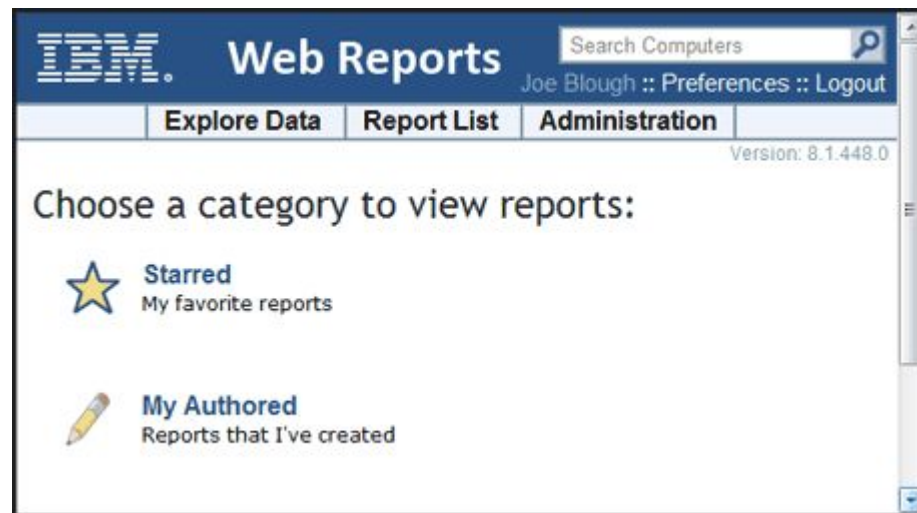 IBM. Web Reports
Search Computers
Joe Blough :: Preferences :: Logout
Explore Data Report List Administration
Version: 8.1.448.0
Choose a category to view reports:
Starred
My favorite reports
My Authored
Reports that I've created